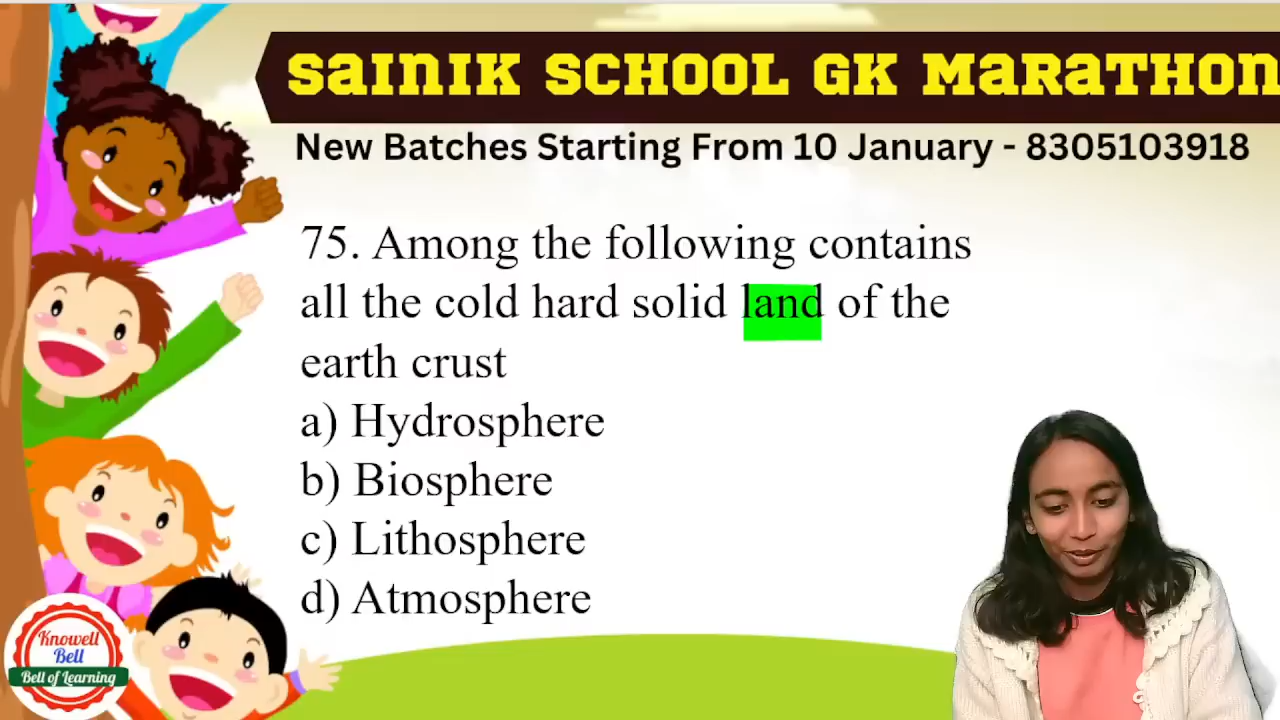 SaINIK SCHOOL GK MaRaTHON
New Batches Starting From 10 January - 8305103918
75. Among the following contains
all the cold hard solid land of the
earth crust
a) Hydrosphere
b) Biosphere
c) Lithosphere
d) Atmosphere
Knowell
Bell
Bell of Learning